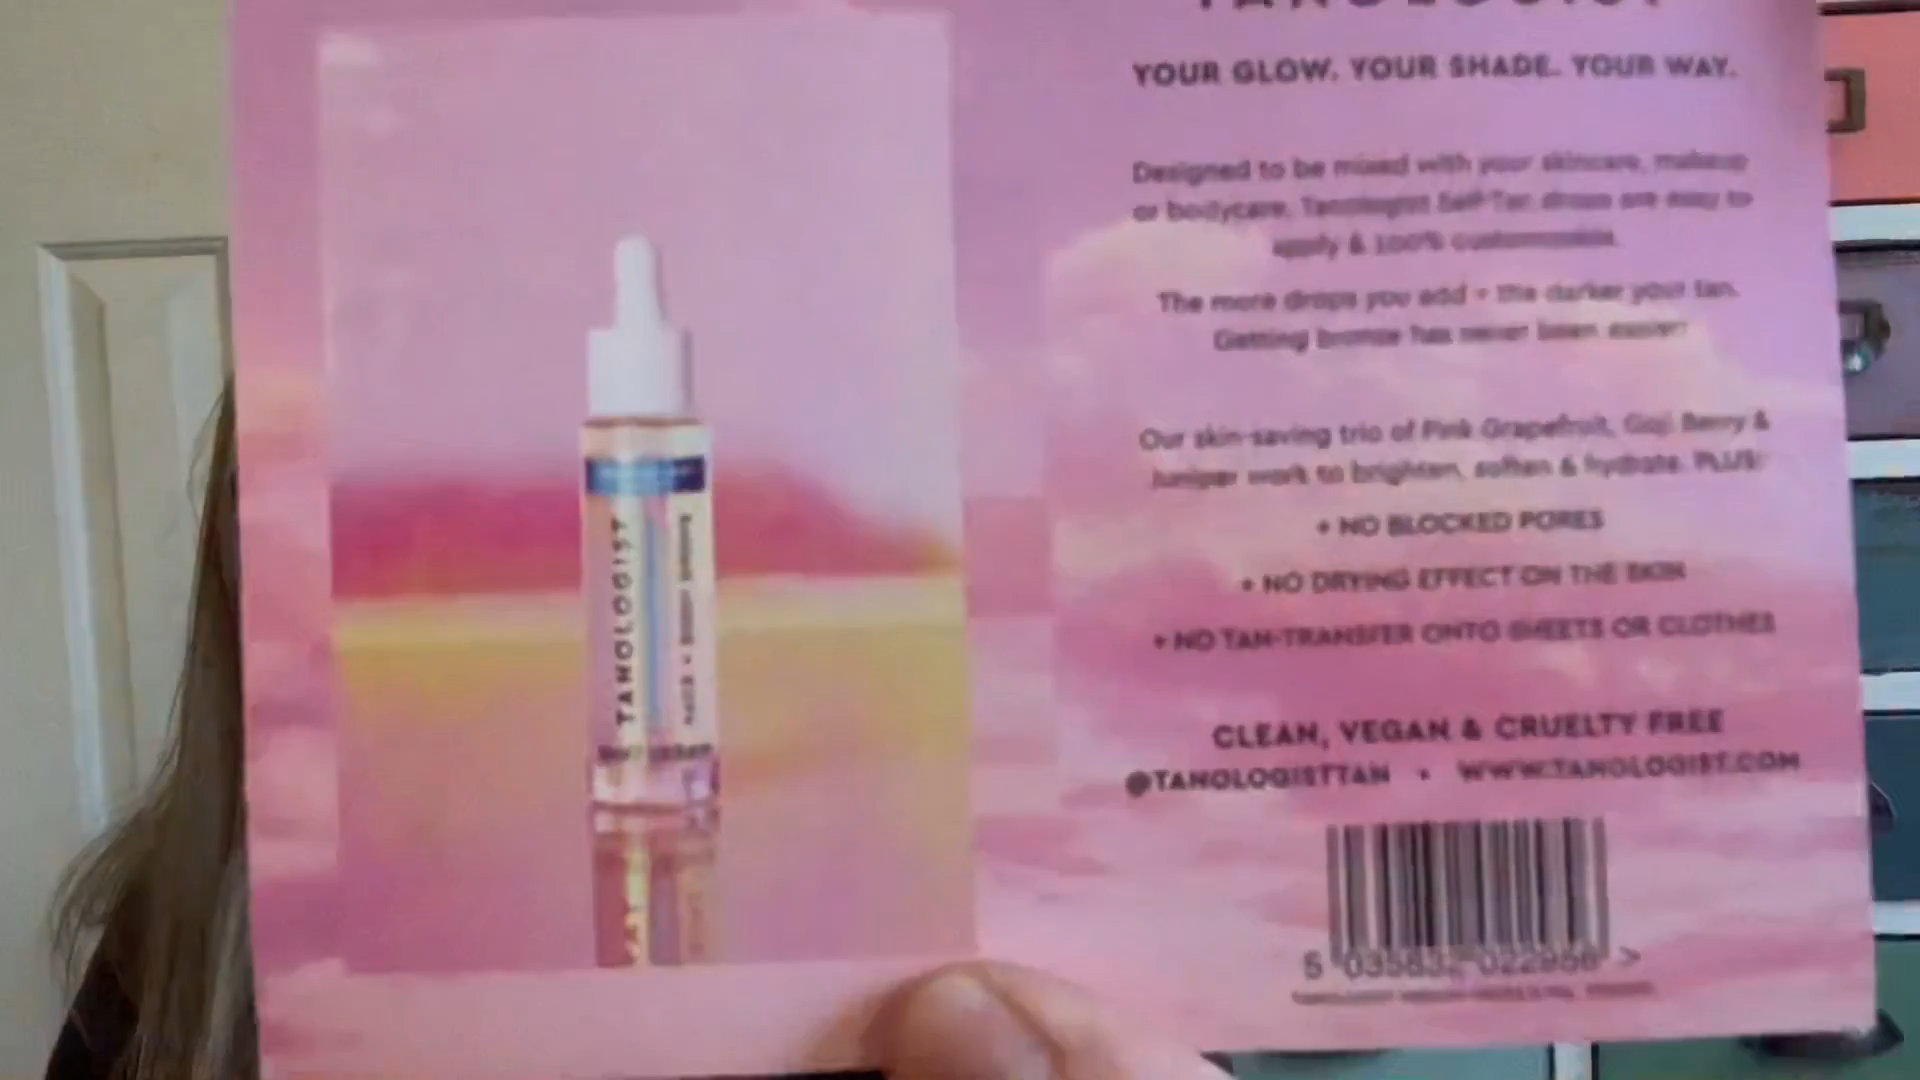 TANOLOGIST
YOUR GLOW. YOUR SHADE. YOUR WAY.
Designed to be mixed with your skincare, makeup
or bodycare, Tanologist Self-Tan drops are easy to
apply & 100% customisable.
The more drops you add = the darker your tan.
Getting bronze has never been easier!
Our skin-saving trio of Pink Grapefruit, Goji Berry &
Juniper work to brighten, soften & hydrate. PLUS:
+ NO BLOCKED PORES
+ NO DRYING EFFECT ON THE SKIN
+ NO TAN-TRANSFER ONTO SHEETS OR CLOTHES
CLEAN, VEGAN & CRUELTY FREE
@TANOLOGISTTAN • WWW.TANOLOGIST.COM
TANOLOGIST
FACE + BODY DROPS